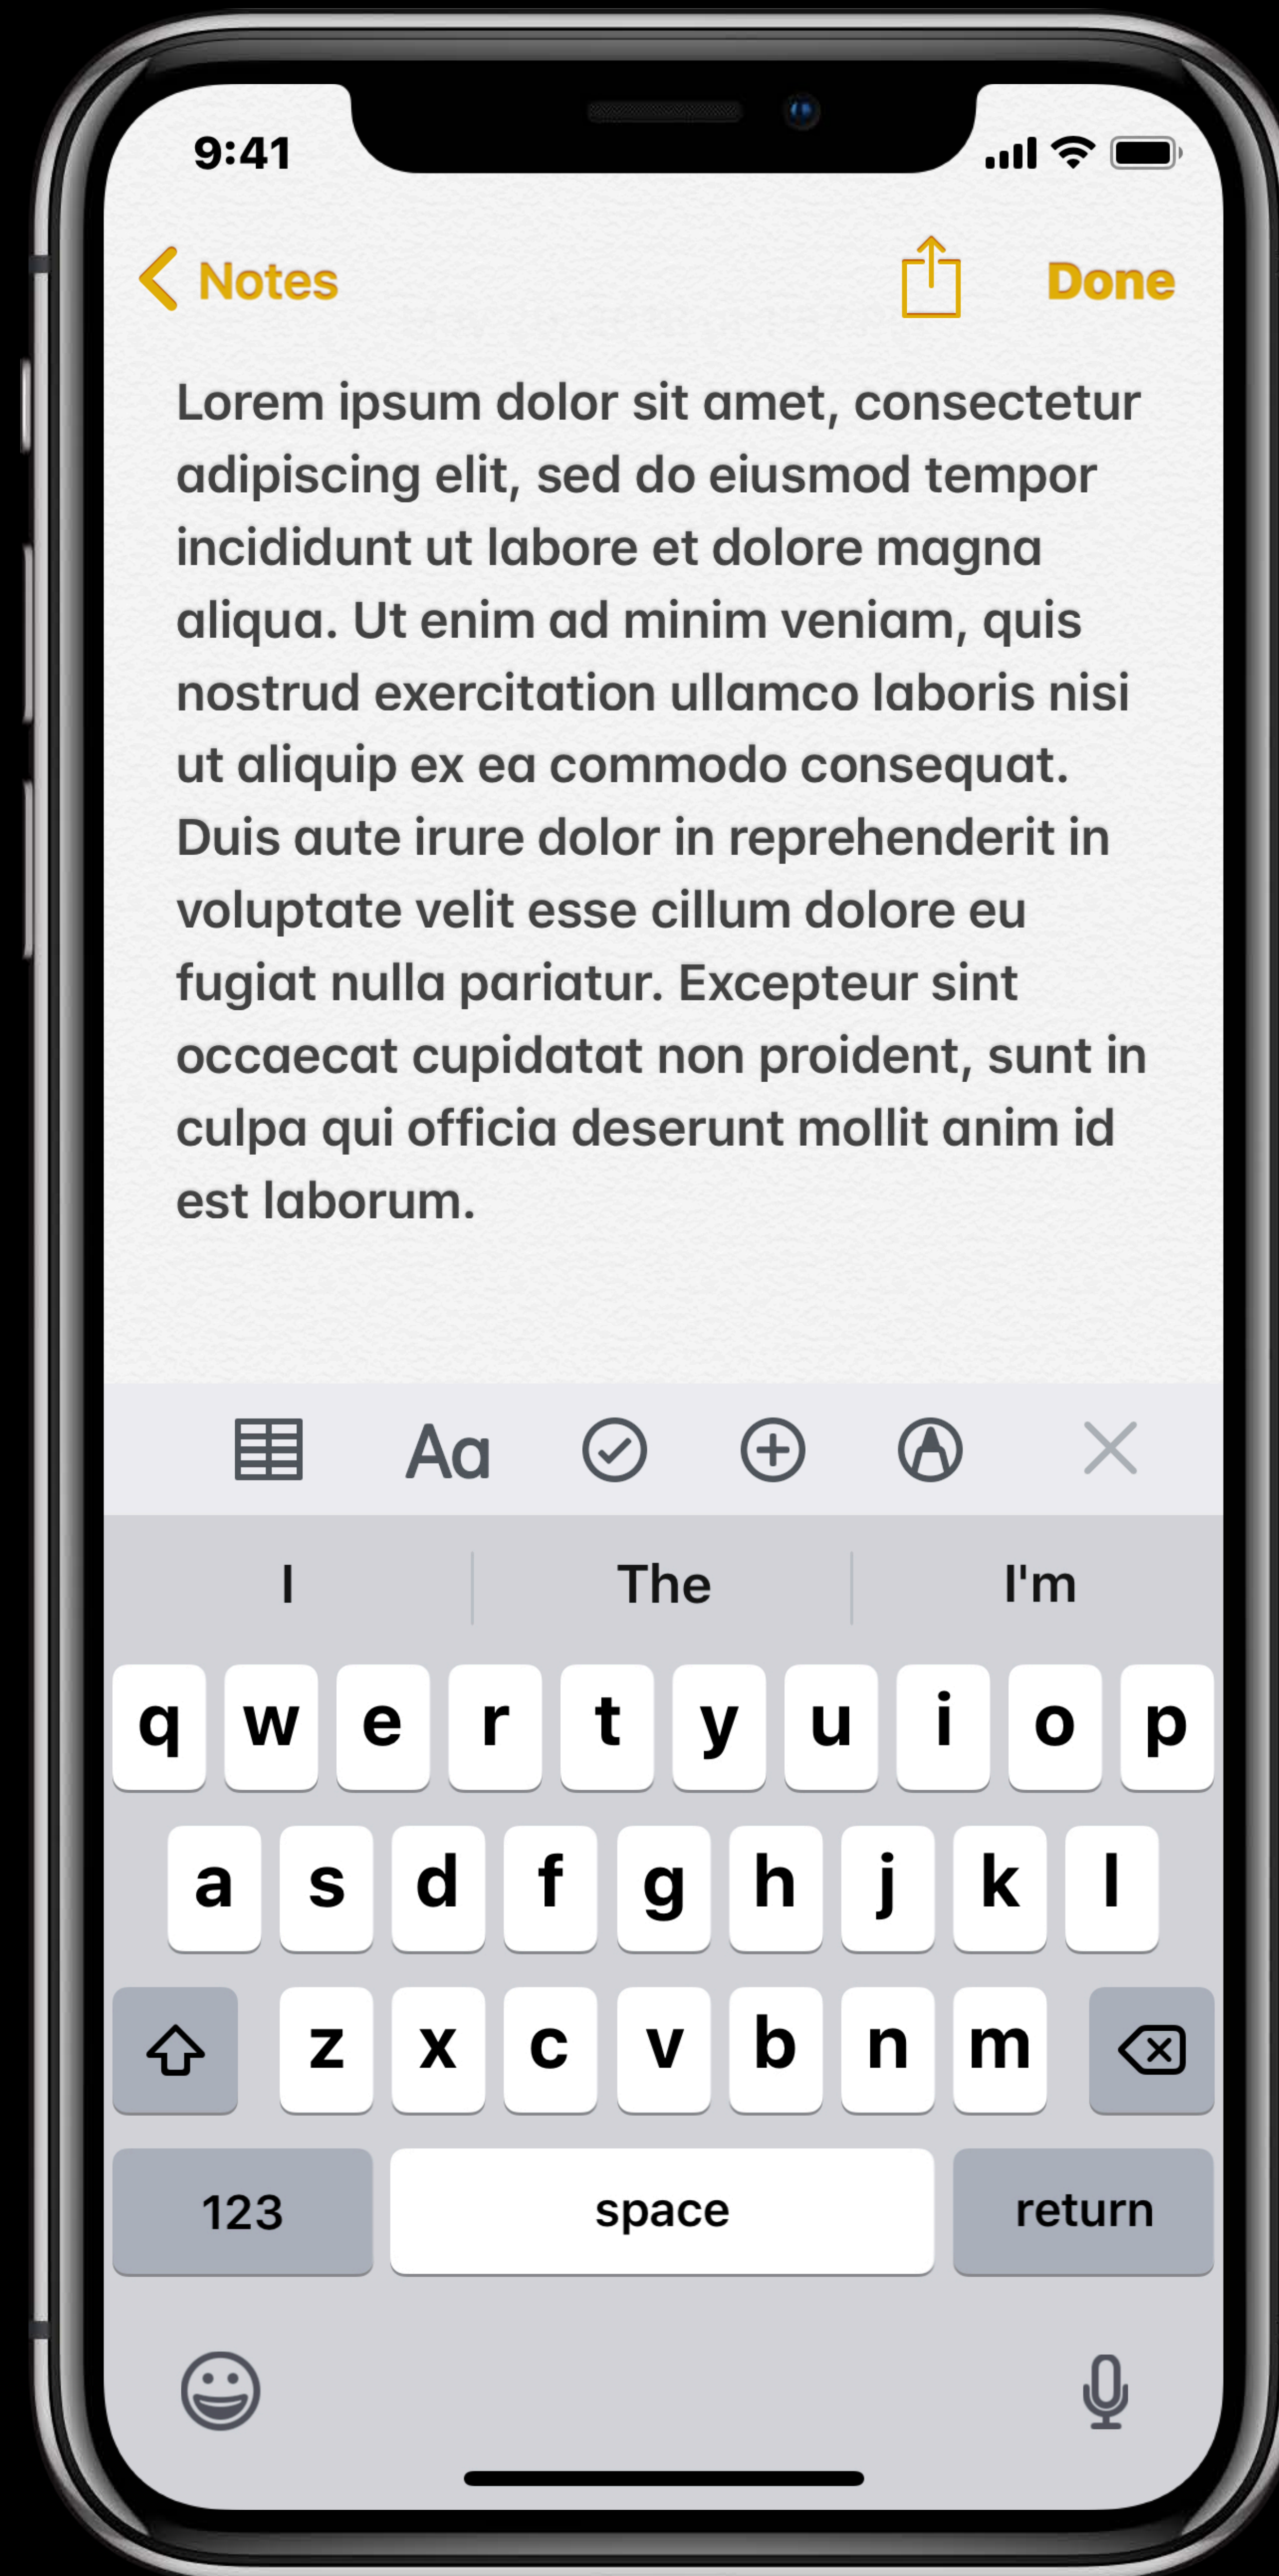 9:41
Notes
Done
Lorem ipsum dolor sit amet, consectetur
adipiscing elit, sed do eiusmod tempor
incididunt ut labore et dolore magna
aliqua. Ut enim ad minim veniam, quis
nostrud exercitation ullamco laboris nisi
ut aliquip ex ea commodo consequat.
Duis aute irure dolor in reprehenderit in
voluptate velit esse cillum dolore eu
fugiat nulla pariatur. Excepteur sint
occaecat cupidatat non proident, sunt in
culpa qui officia deserunt mollit anim id
est laborum.
Aa
I The I'm
q w e r t y u i o p
a s d f g h j k l
z x c v b n m
123 space return